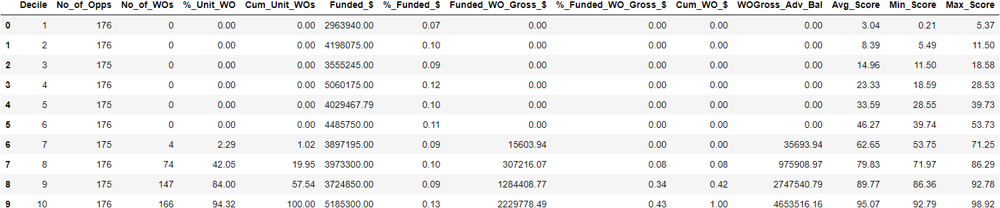 Decile No_of_Opps No_of_WOs %_Unit_WO Cum_Unit_WOs Funded_$ %_Funded_$ Funded_WO_Gross_$ %_Funded_WO_Gross_$ Cum_WO_$ WOGross_Adv_Bal Avg_Score Min_Score Max_Score
0 1 176 0 0.00 0.00 2963940.00 0.07 0.00 0.00 0.00 0.00 3.04 0.21 5.37
1 2 176 0 0.00 0.00 4198075.00 0.10 0.00 0.00 0.00 0.00 8.39 5.49 11.50
2 3 175 0 0.00 0.00 3555245.00 0.09 0.00 0.00 0.00 0.00 14.96 11.50 18.58
3 4 176 0 0.00 0.00 5060175.00 0.12 0.00 0.00 0.00 0.00 23.33 18.59 28.53
4 5 175 0 0.00 0.00 4029467.79 0.10 0.00 0.00 0.00 0.00 33.59 28.55 39.73
5 6 176 0 0.00 0.00 4485750.00 0.11 0.00 0.00 0.00 0.00 46.27 39.74 53.73
6 7 175 4 2.29 1.02 3897195.00 0.09 15603.94 0.00 0.00 35693.94 62.65 53.75 71.25
7 8 176 74 42.05 19.95 3973300.00 0.10 307216.07 0.08 0.08 975908.97 79.83 71.97 86.29
8 9 175 147 84.00 57.54 3724850.00 0.09 1284408.77 0.34 0.42 2747540.79 89.77 86.36 92.78
9 10 176 166 94.32 100.00 5185300.00 0.13 2229778.49 0.43 1.00 4653516.16 95.07 92.79 98.92